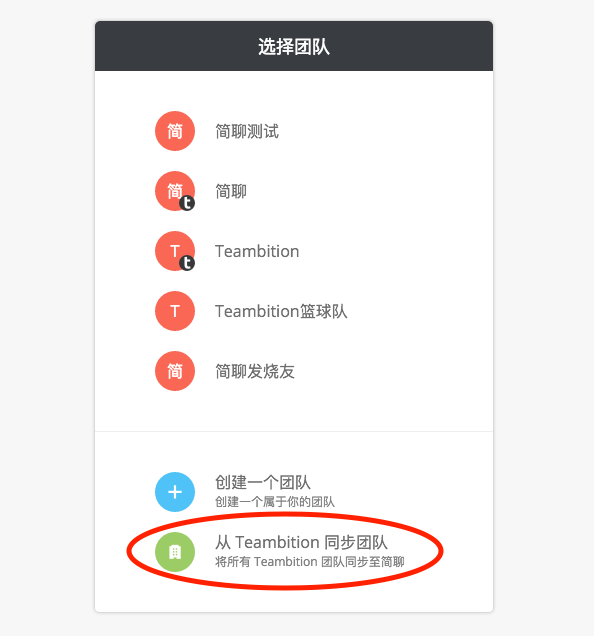 选择团队
简 简聊测试
简 t 简聊
T t Teambition
T Teambition篮球队
简 简聊发烧友
创建一个团队
创建一个属于你的团队
从 Teambition 同步团队
将所有 Teambition 团队同步至简聊